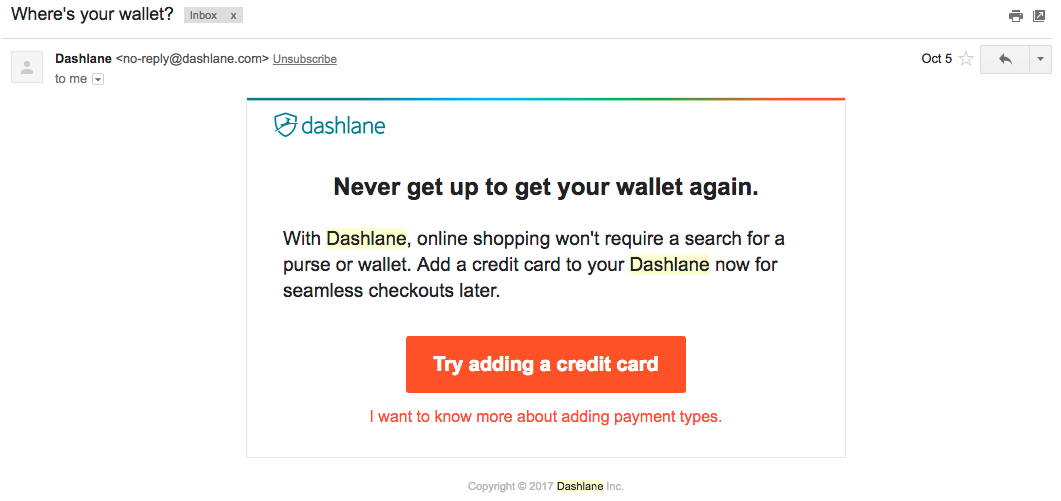 Where's your wallet? Inbox x
Dashlane <no-reply@dashlane.com> Unsubscribe Oct 5
to me
dashlane
Never get up to get your wallet again.
With Dashlane, online shopping won't require a search for a
purse or wallet. Add a credit card to your Dashlane now for
seamless checkouts later.
Try adding a credit card
I want to know more about adding payment types.
Copyright © 2017 Dashlane Inc.